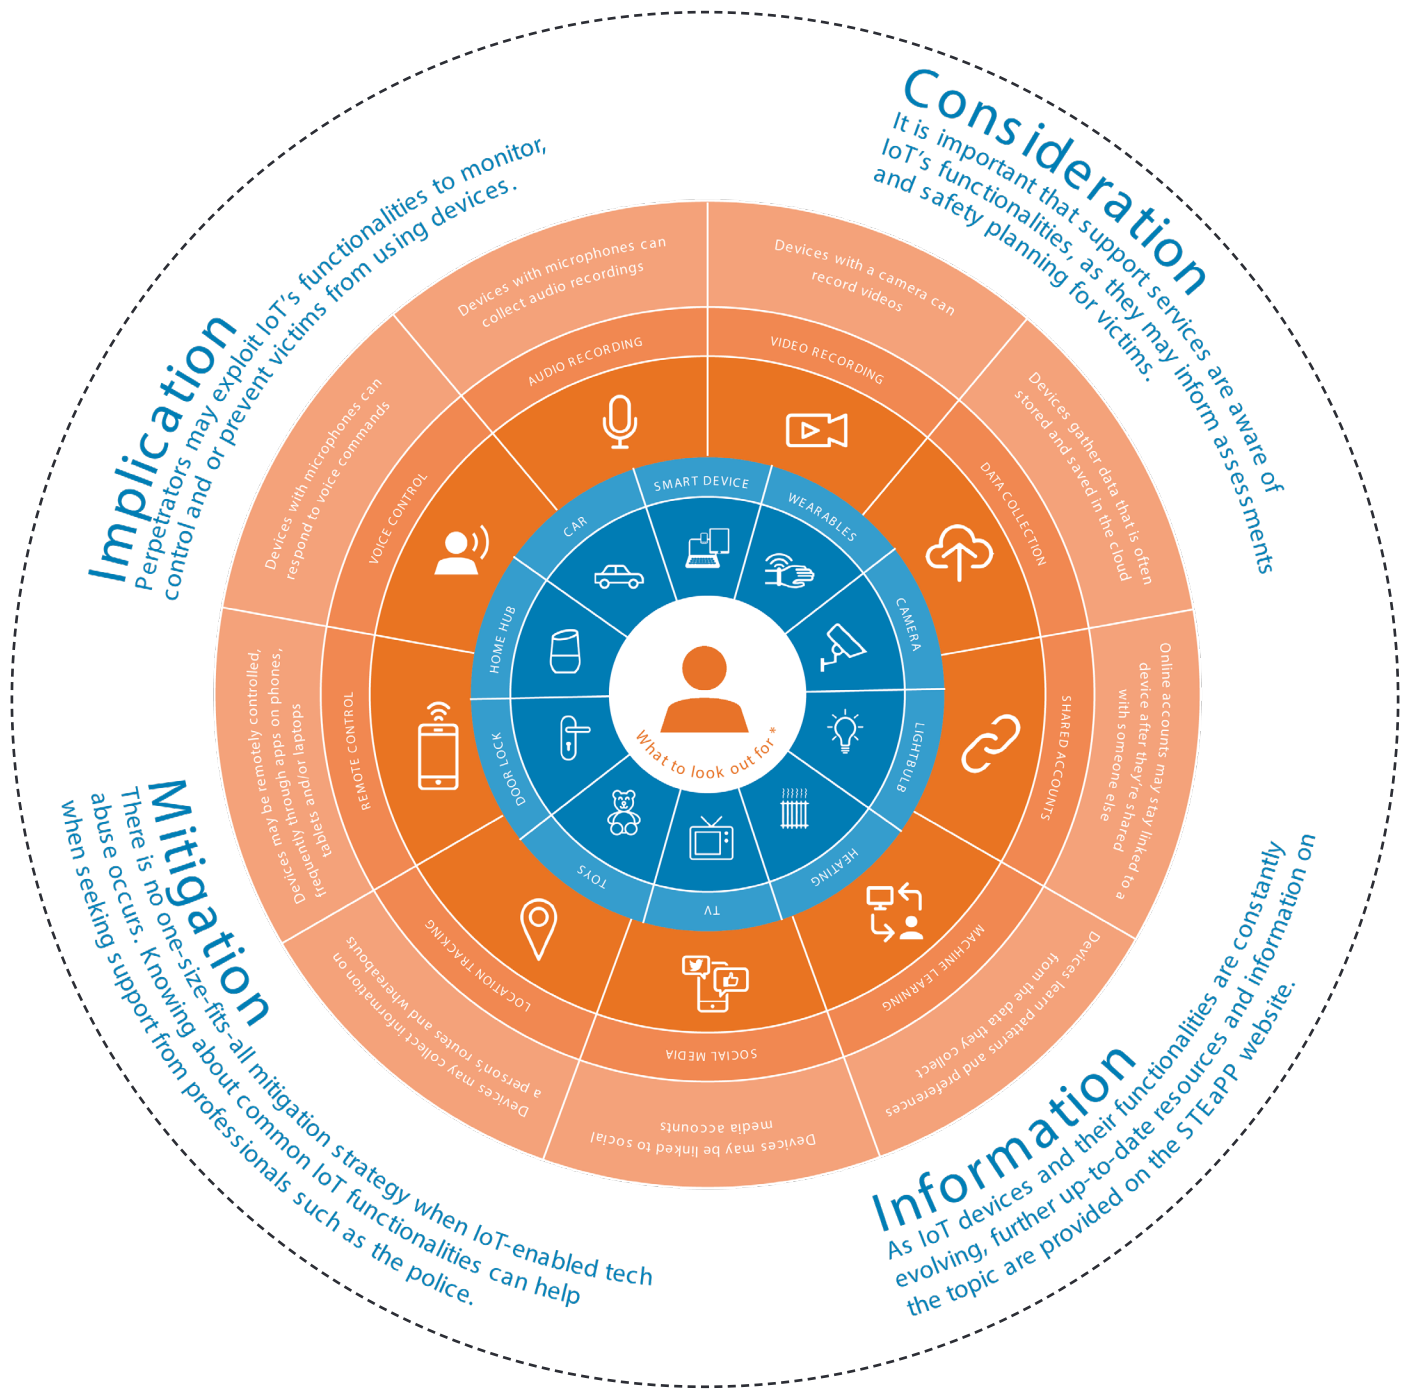 Consideration
It is important that support services are aware of
IoT's functionalities, as they may inform assessments
and safety planning for victims.
Information
As IoT devices and their functionalities are constantly
evolving, further up-to-date resources and information on
the topic are provided on the STEaPP website.
Mitigation
There is no one-size-fits-all mitigation strategy when IoT-enabled tech
abuse occurs. Knowing about common IoT functionalities can help
when seeking support from professionals such as the police.
Implication
Perpetrators may exploit IoT's functionalities to monitor,
control and or prevent victims from using devices.
Devices with a camera can
record videos
VIDEO RECORDING
Devices gather data that is often
stored and saved in the cloud
DATA COLLECTION
Online accounts may stay linked to a
device after they're shared
with someone else
SHARED ACCOUNTS
MACHINE LEARNING
from the data they collect
Devices learn patterns and preferences
SOCIAL MEDIA
media accounts
Devices may be linked to social
LOCATION TRACKING
a person's routes and whereabouts
Devices may collect information on
Devices may be remotely controlled,
frequently through apps on phones,
tablets and/or laptops
REMOTE CONTROL
Devices with microphones can
respond to voice commands
VOICE CONTROL
Devices with microphones can
collect audio recordings
AUDIO RECORDING
SMART DEVICE
WEARABLES
CAMERA
LIGHTBULB
HEATING
TV
TOYS
DOOR LOCK
HOME HUB
CAR
What to look out for *